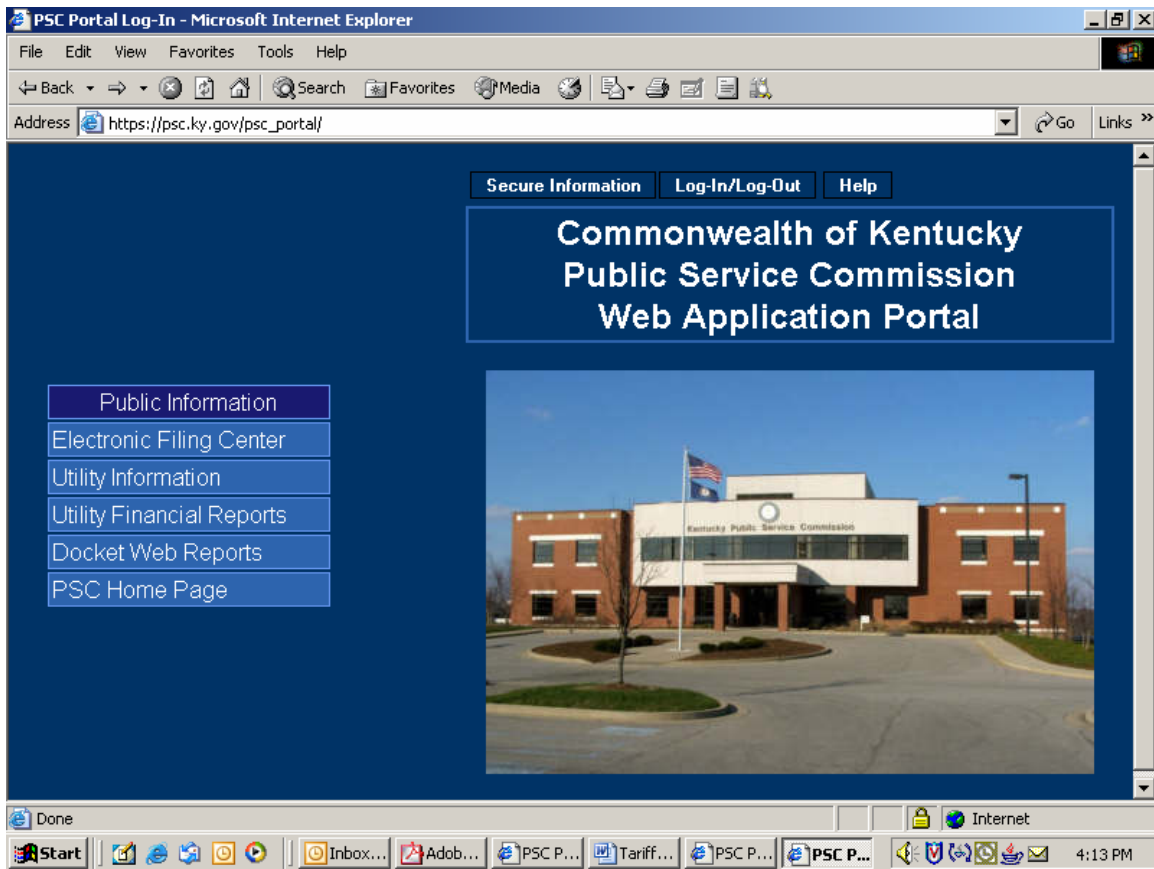 PSC Portal Log-In - Microsoft Internet Explorer
File Edit View Favorites Tools Help
Back Search Favorites Media
Address https://psc.ky.gov/psc_portal/ Go Links »
Secure Information Log-In/Log-Out Help
Commonwealth of Kentucky
Public Service Commission
Web Application Portal
Public Information
Electronic Filing Center
Utility Information
Utility Financial Reports
Docket Web Reports
PSC Home Page
Kentucky Public Service Commission
Done Internet
Start Inbox... Adob... PSC P... Tariff... PSC P... PSC P... 4:13 PM